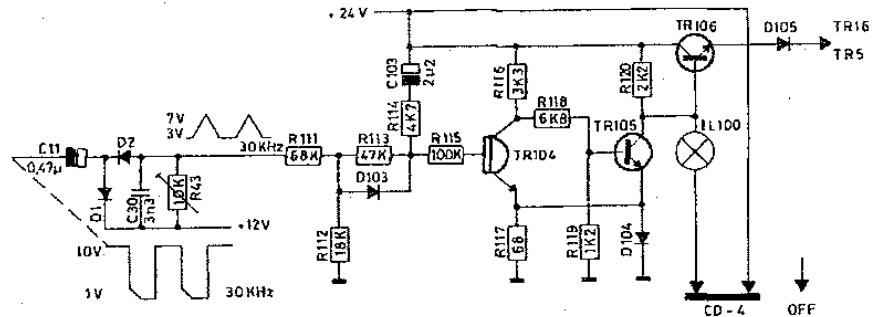 +24V
TR106
D105
TR16
TR5
C103
2µ2
R116
3K3
R120
2K2
R114
4K7
R118
6K8
7V
3V
30KHz
C11
0,47µ
D2
R111
68K
R113
47K
R115
100K
TR104
TR105
IL100
D103
D1
C30
3n3
10K
R43
+12V
R112
18K
R117
68
R119
1K2
D104
10V
1V
30KHz
CD-4
OFF